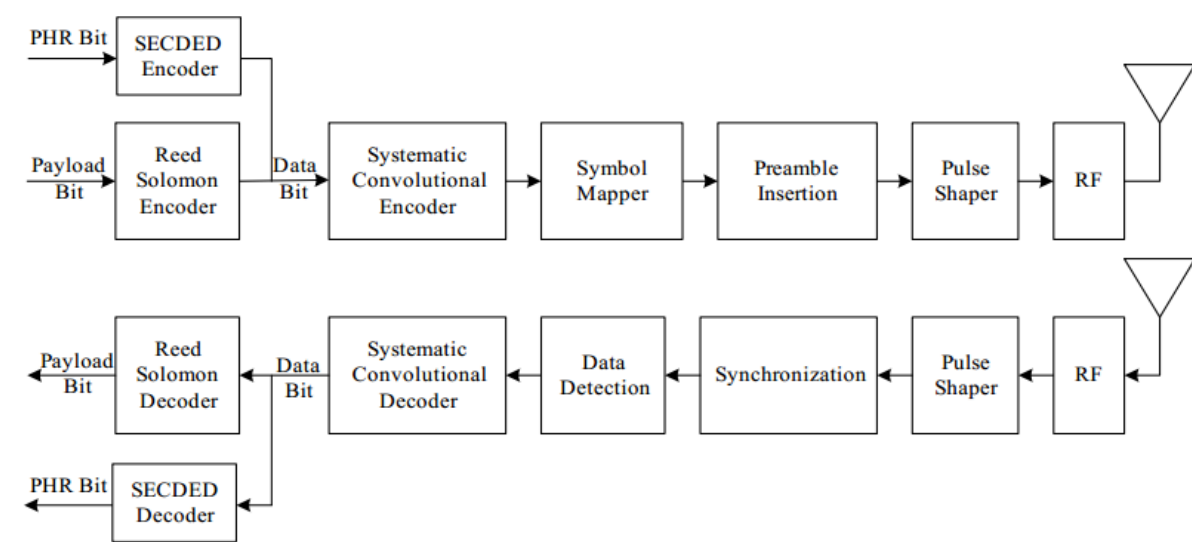 PHR Bit
SECDED
Encoder
Payload
Bit
Reed
Solomon
Encoder
Data
Bit
Systematic
Convolutional
Encoder
Symbol
Mapper
Preamble
Insertion
Pulse
Shaper
RF
Payload
Bit
Reed
Solomon
Decoder
Data
Bit
Systematic
Convolutional
Decoder
Data
Detection
Synchronization
Pulse
Shaper
RF
PHR Bit
SECDED
Decoder